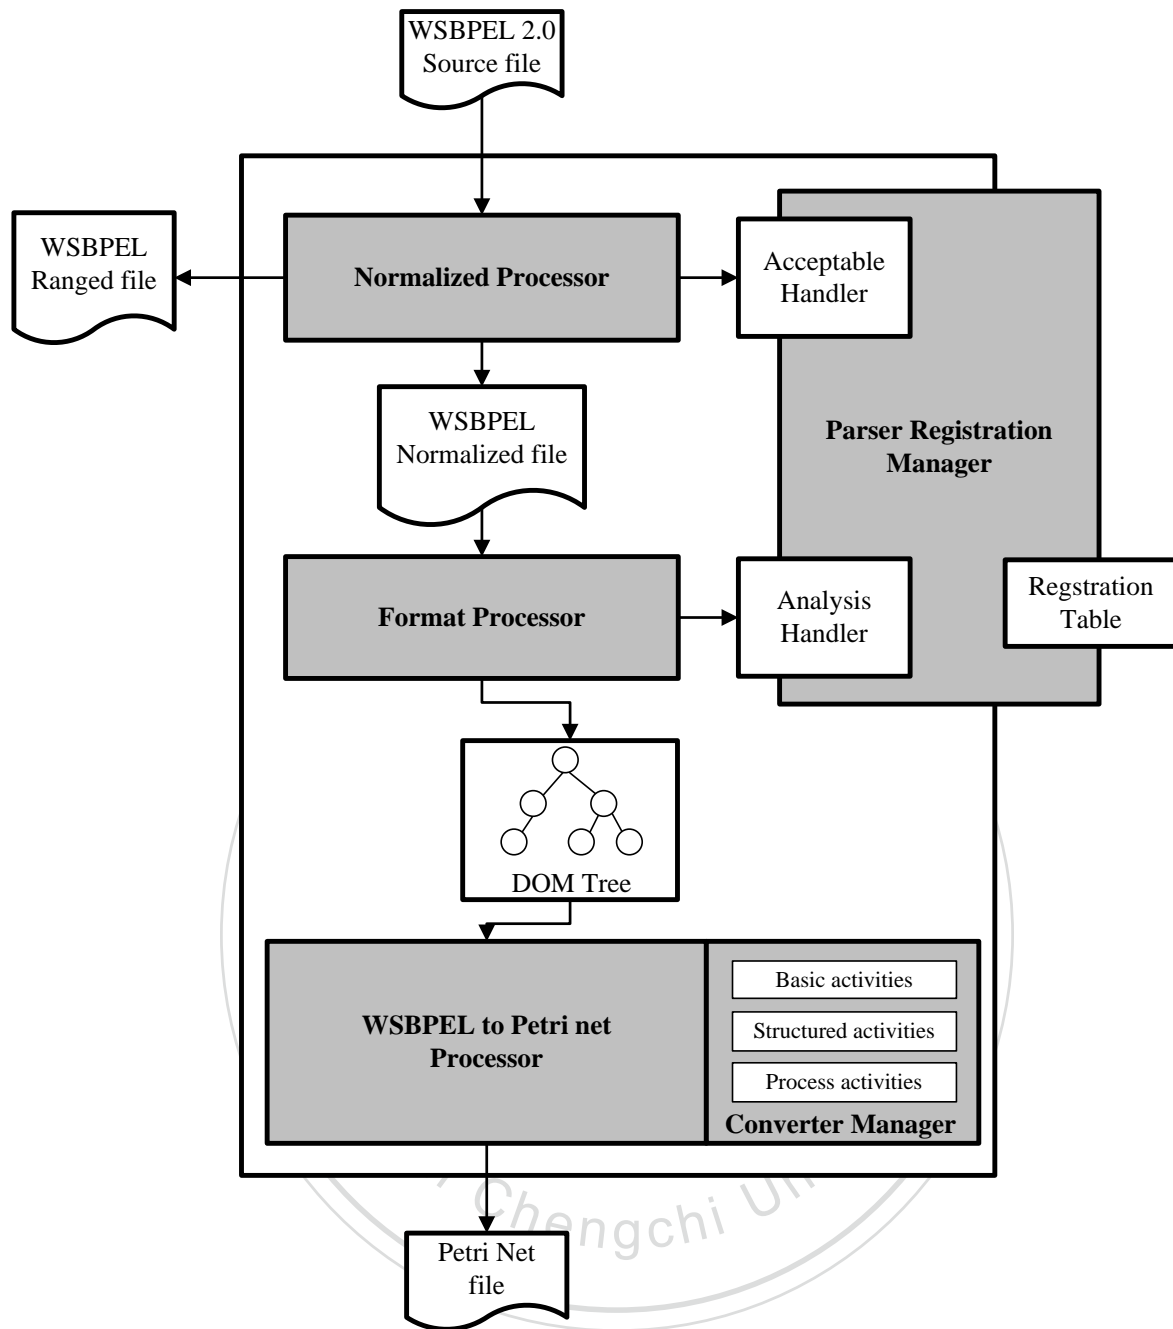 WSBPEL 2.0
Source file
WSBPEL
Ranged file
Normalized Processor
Acceptable
Handler
WSBPEL
Normalized file
Parser Registration
Manager
Format Processor
Analysis
Handler
Regstration
Table
DOM Tree
WSBPEL to Petri net
Processor
Basic activities
Structured activities
Process activities
Converter Manager
Chengchi Un
Petri Net
file